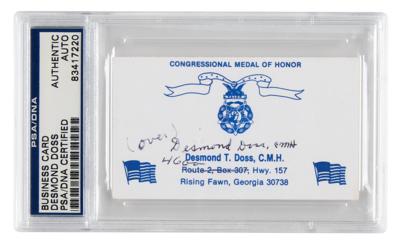 PSA/DNA
BUSINESS CARD
DESMOND DOSS
PSA/DNA CERTIFIED
AUTHENTIC
AUTO
83417220
CONGRESSIONAL MEDAL OF HONOR
(over) Desmond Doss, CMH
Desmond T. Doss, C.M.H.
4600
Route 2, Box 307, Hwy. 157
Rising Fawn, Georgia 30738